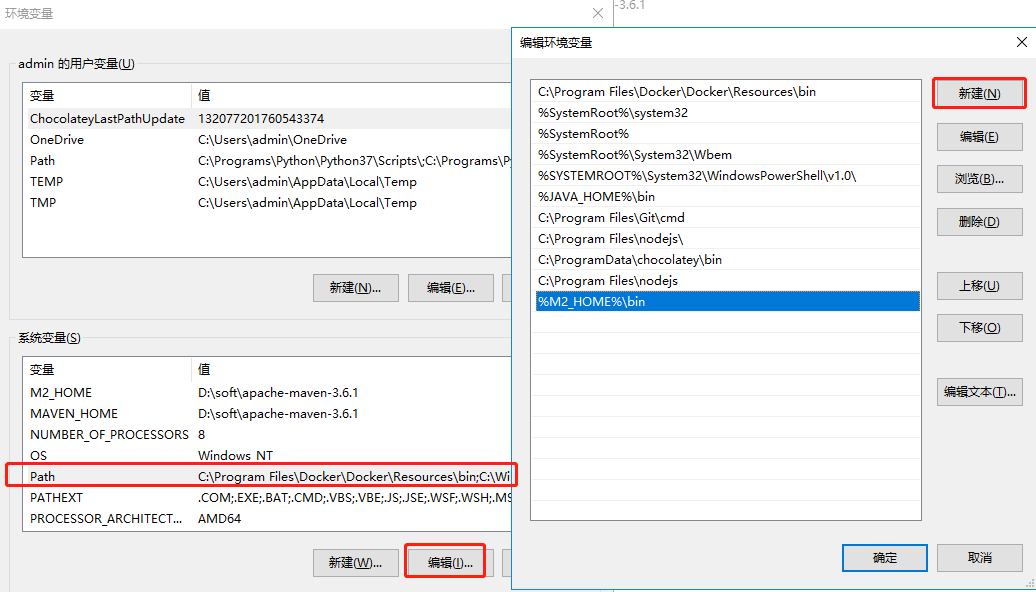 环境变量
admin 的用户变量(U)
变量 值
ChocolateyLastPathUpdate 132077201760543374
OneDrive C:\Users\admin\OneDrive
Path C:\Programs\Python\Python37\Scripts\;C:\Programs\Py
TEMP C:\Users\admin\AppData\Local\Temp
TMP C:\Users\admin\AppData\Local\Temp
新建(N)... 编辑(E)...
系统变量(S)
变量 值
M2_HOME D:\soft\apache-maven-3.6.1
MAVEN_HOME D:\soft\apache-maven-3.6.1
NUMBER_OF_PROCESSORS 8
OS Windows_NT
Path C:\Program Files\Docker\Docker\Resources\bin;C:\Wi
PATHEXT .COM;.EXE;.BAT;.CMD;.VBS;.VBE;.JS;.JSE;.WSF;.WSH;.MS
PROCESSOR_ARCHITECT... AMD64
新建(W)... 编辑(I)...
-3.6.1
编辑环境变量
C:\Program Files\Docker\Docker\Resources\bin
%SystemRoot%\system32
%SystemRoot%
%SystemRoot%\System32\Wbem
%SYSTEMROOT%\System32\WindowsPowerShell\v1.0\
%JAVA_HOME%\bin
C:\Program Files\Git\cmd
C:\Program Files\nodejs\
C:\ProgramData\chocolatey\bin
C:\Program Files\nodejs
%M2_HOME%\bin
新建(N)
编辑(E)
浏览(B)...
删除(D)
上移(U)
下移(O)
编辑文本(T)...
确定 取消